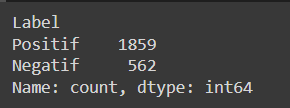 Label
Positif    1859
Negatif     562
Name: count, dtype: int64